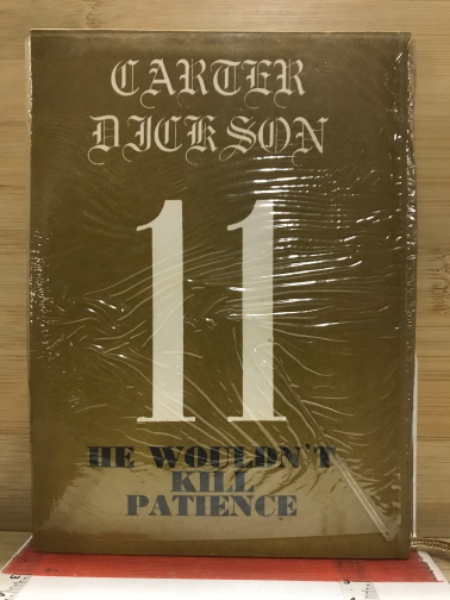 CARTER
DICKSON
11
HE WOULDN'T
KILL
PATIENCE